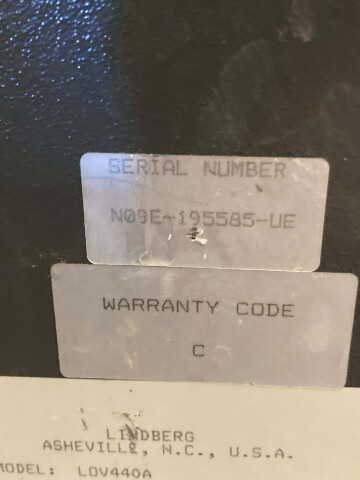 SERIAL NUMBER
N09E-195585-UE
WARRANTY CODE
C
LINDBERG
ASHEVILLE, N.C., U.S.A.
MODEL: LOV440A